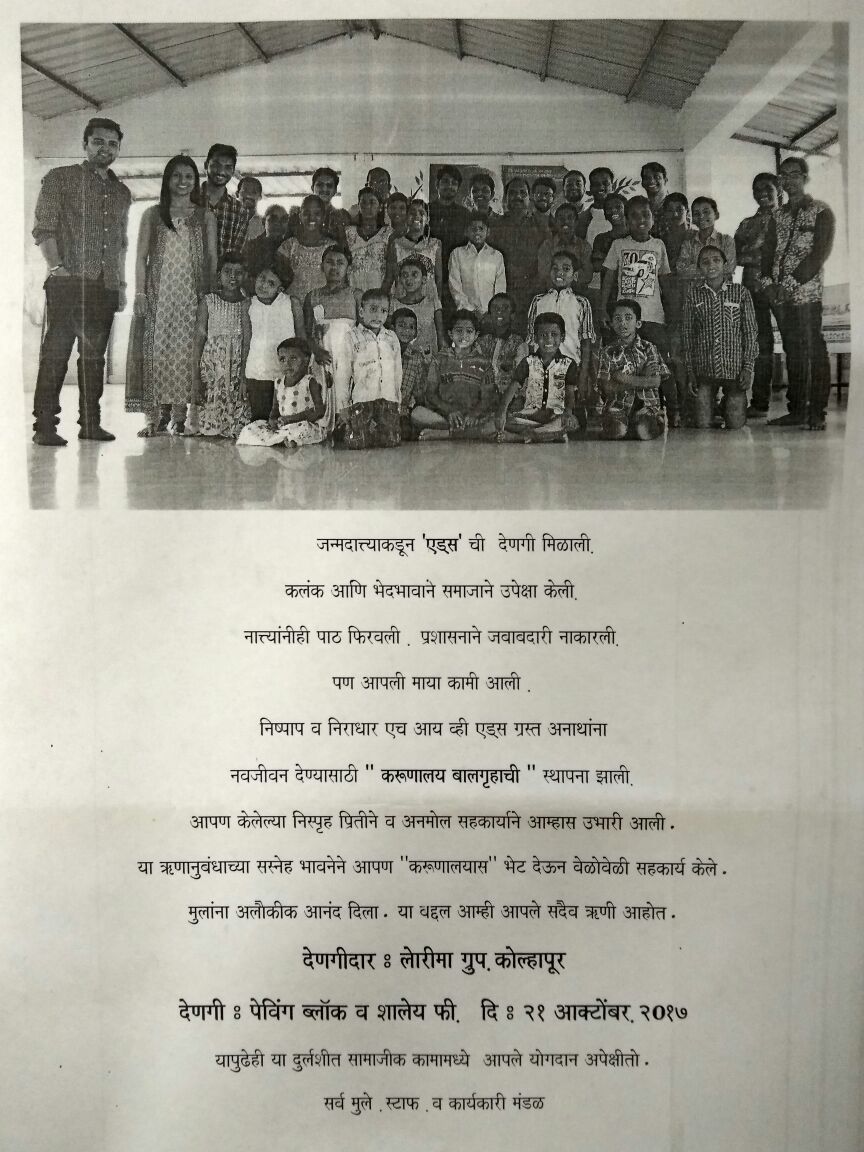 जन्मदात्त्याकडून 'एड्स' ची देणगी मिळाली.
कलंक आणि भेदभावाने समाजाने उपेक्षा केली.
नात्त्यांनीही पाठ फिरवली . प्रशासनाने जवाबदारी नाकारली.
पण आपली माया कामी आली .
निष्पाप व निराधार एच आय व्ही एड्स ग्रस्त अनाथांना
नवजीवन देण्यासाठी " करूणालय बालगृहाची " स्थापना झाली.
आपण केलेल्या निस्पृह प्रितीने व अनमोल सहकार्याने आम्हास उभारी आली .
या ऋणानुबंधाच्या सस्नेह भावनेने आपण "करूणालयास" भेट देऊन वेळोवेळी सहकार्य केले .
मुलांना अलौकीक आनंद दिला . या बद्दल आम्ही आपले सदैव ऋणी आहोत .
देणगीदार : लोरीमा ग्रुप. कोल्हापूर
देणगी : पेविंग ब्लॉक व शालेय फी. दि : २१ आक्टोंबर. २०१७
यापुढेही या दुर्लशीत सामाजीक कामामध्ये आपले योगदान अपेक्षीतो .
सर्व मुले . स्टाफ . व कार्यकारी मंडळ